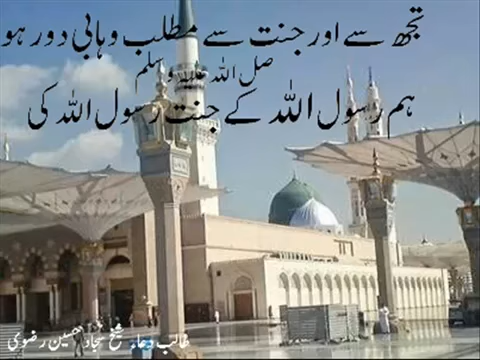 تجھ سے اور جنت سے مطلب وہابی دور ہو
صل اللہ علیہ وسلم
ہم رسول اللہ کے جنت رسول اللہ کی
طالب دعا۔ شیخ سجاد حسین رضوی